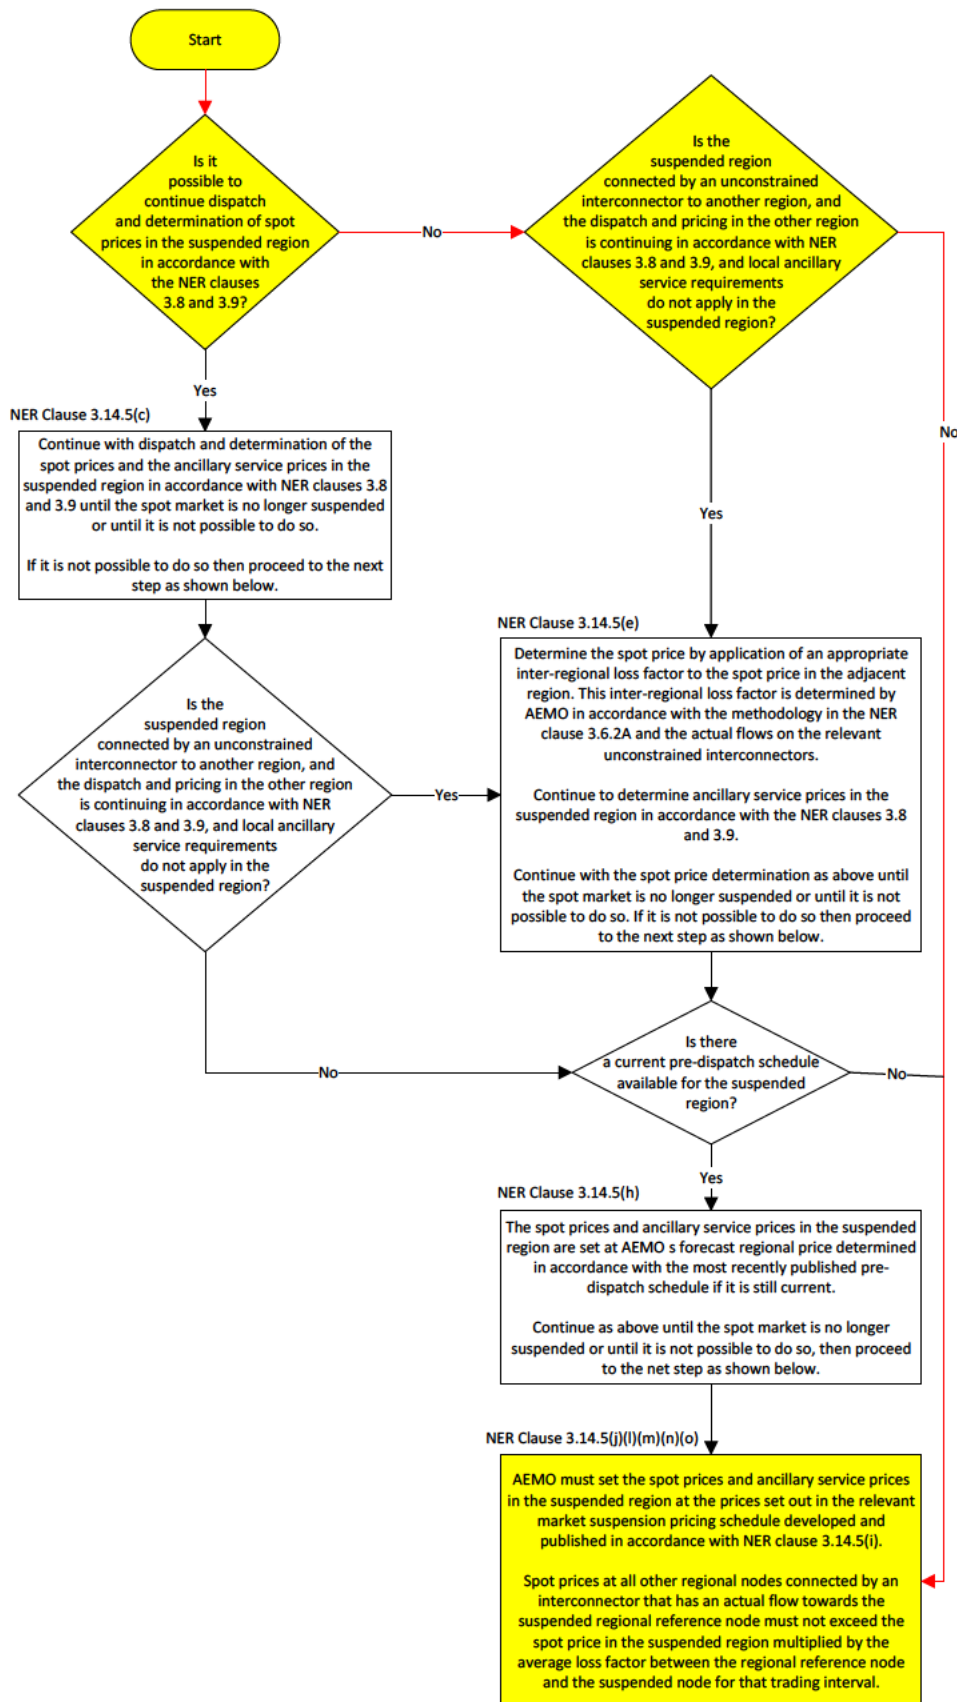 Start
Is it
possible to
continue dispatch
and determination of spot
prices in the suspended region
in accordance with
the NER clauses
3.8 and 3.9?
No
Is the
suspended region
connected by an unconstrained
interconnector to another region, and
the dispatch and pricing in the other region
is continuing in accordance with NER
clauses 3.8 and 3.9, and local ancillary
service requirements
do not apply in the
suspended region?
No
Yes
NER Clause 3.14.5(c)
Continue with dispatch and determination of the
spot prices and the ancillary service prices in the
suspended region in accordance with NER clauses 3.8
and 3.9 until the spot market is no longer suspended
or until it is not possible to do so.
If it is not possible to do so then proceed to the next
step as shown below.
Yes
Is the
suspended region
connected by an unconstrained
interconnector to another region, and
the dispatch and pricing in the other region
is continuing in accordance with NER
clauses 3.8 and 3.9, and local ancillary
service requirements
do not apply in the
suspended region?
Yes
NER Clause 3.14.5(e)
Determine the spot price by application of an appropriate
inter-regional loss factor to the spot price in the adjacent
region. This inter-regional loss factor is determined by
AEMO in accordance with the methodology in the NER
clause 3.6.2A and the actual flows on the relevant
unconstrained interconnectors.
Continue to determine ancillary service prices in the
suspended region in accordance with the NER clauses 3.8
and 3.9.
Continue with the spot price determination as above until
the spot market is no longer suspended or until it is not
possible to do so. If it is not possible to do so then proceed
to the next step as shown below.
No
Is there
a current pre-dispatch schedule
available for the suspended
region?
No
Yes
NER Clause 3.14.5(h)
The spot prices and ancillary service prices in the suspended
region are set at AEMO s forecast regional price determined
in accordance with the most recently published pre-
dispatch schedule if it is still current.
Continue as above until the spot market is no longer
suspended or until it is not possible to do so, then proceed
to the net step as shown below.
NER Clause 3.14.5(j)(l)(m)(n)(o)
AEMO must set the spot prices and ancillary service prices
in the suspended region at the prices set out in the relevant
market suspension pricing schedule developed and
published in accordance with NER clause 3.14.5(i).
Spot prices at all other regional nodes connected by an
interconnector that has an actual flow towards the
suspended regional reference node must not exceed the
spot price in the suspended region multiplied by the
average loss factor between the regional reference node
and the suspended node for that trading interval.